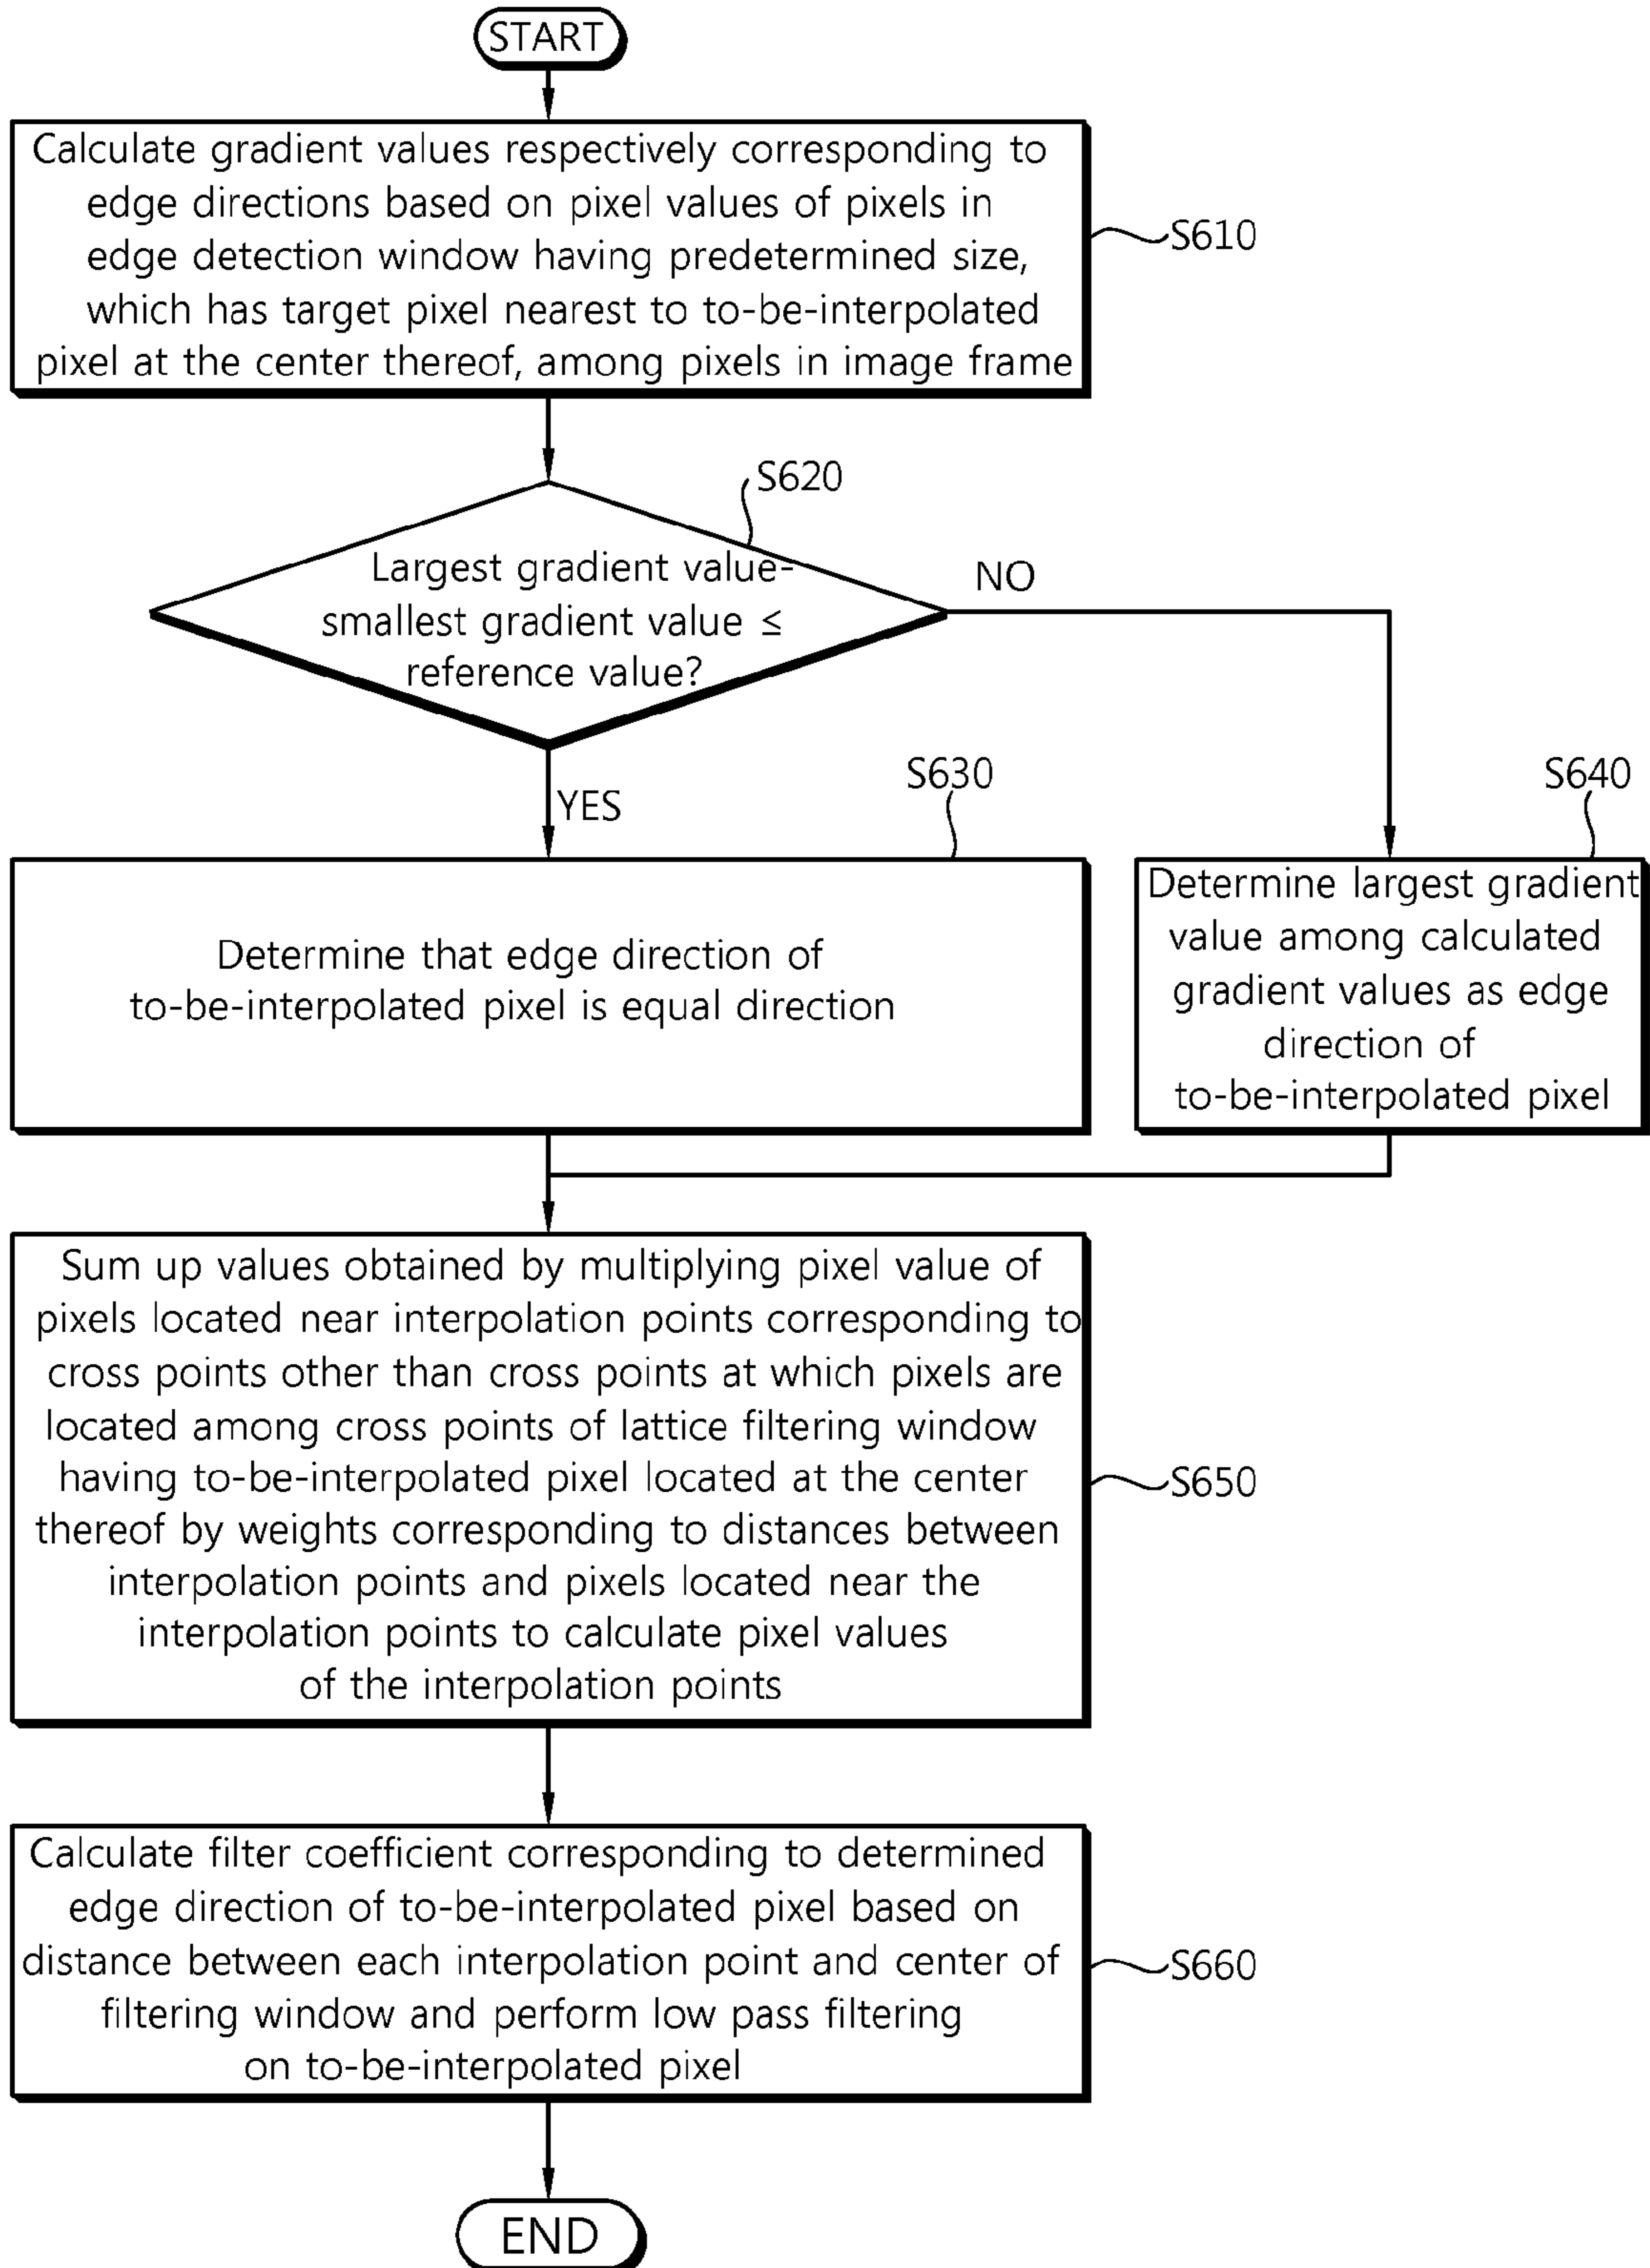 START
Calculate gradient values respectively corresponding to
edge directions based on pixel values of pixels in
edge detection window having predetermined size,
which has target pixel nearest to to-be-interpolated
pixel at the center thereof, among pixels in image frame
S610
S620
Largest gradient value-
smallest gradient value ≤
reference value?
NO
YES
S630
Determine that edge direction of
to-be-interpolated pixel is equal direction
S640
Determine largest gradient
value among calculated
gradient values as edge
direction of
to-be-interpolated pixel
Sum up values obtained by multiplying pixel value of
pixels located near interpolation points corresponding to
cross points other than cross points at which pixels are
located among cross points of lattice filtering window
having to-be-interpolated pixel located at the center
thereof by weights corresponding to distances between
interpolation points and pixels located near the
interpolation points to calculate pixel values
of the interpolation points
S650
Calculate filter coefficient corresponding to determined
edge direction of to-be-interpolated pixel based on
distance between each interpolation point and center of
filtering window and perform low pass filtering
on to-be-interpolated pixel
S660
END